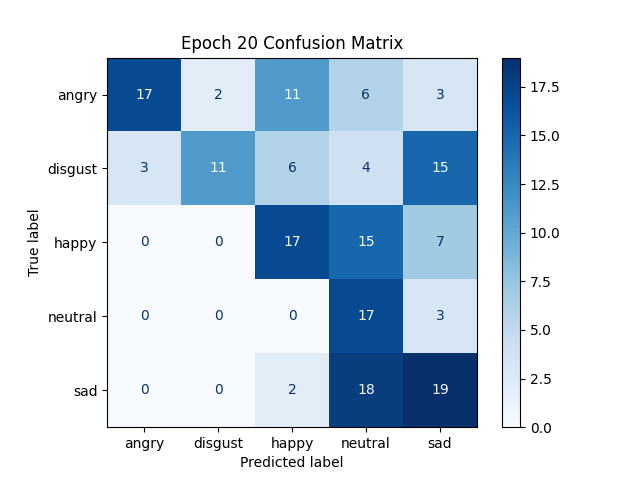 Epoch 20 Confusion Matrix
angry 17 2 11 6 3
disgust 3 11 6 4 15
happy 0 0 17 15 7
neutral 0 0 0 17 3
sad 0 0 2 18 19
angry disgust happy neutral sad
Predicted label
True label
17.5
15.0
12.5
10.0
7.5
5.0
2.5
0.0